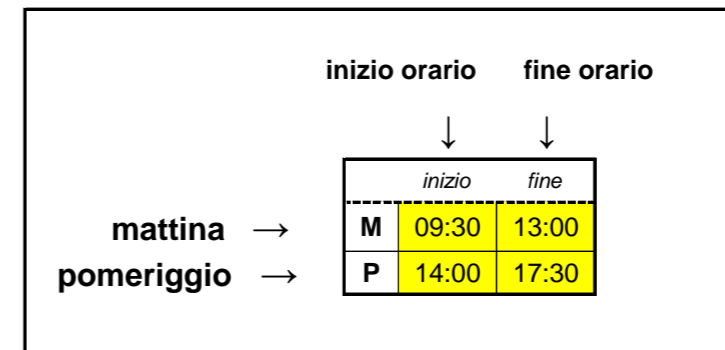 inizio orario fine orario
↓ ↓
inizio fine
mattina → M 09:30 13:00
pomeriggio → P 14:00 17:30